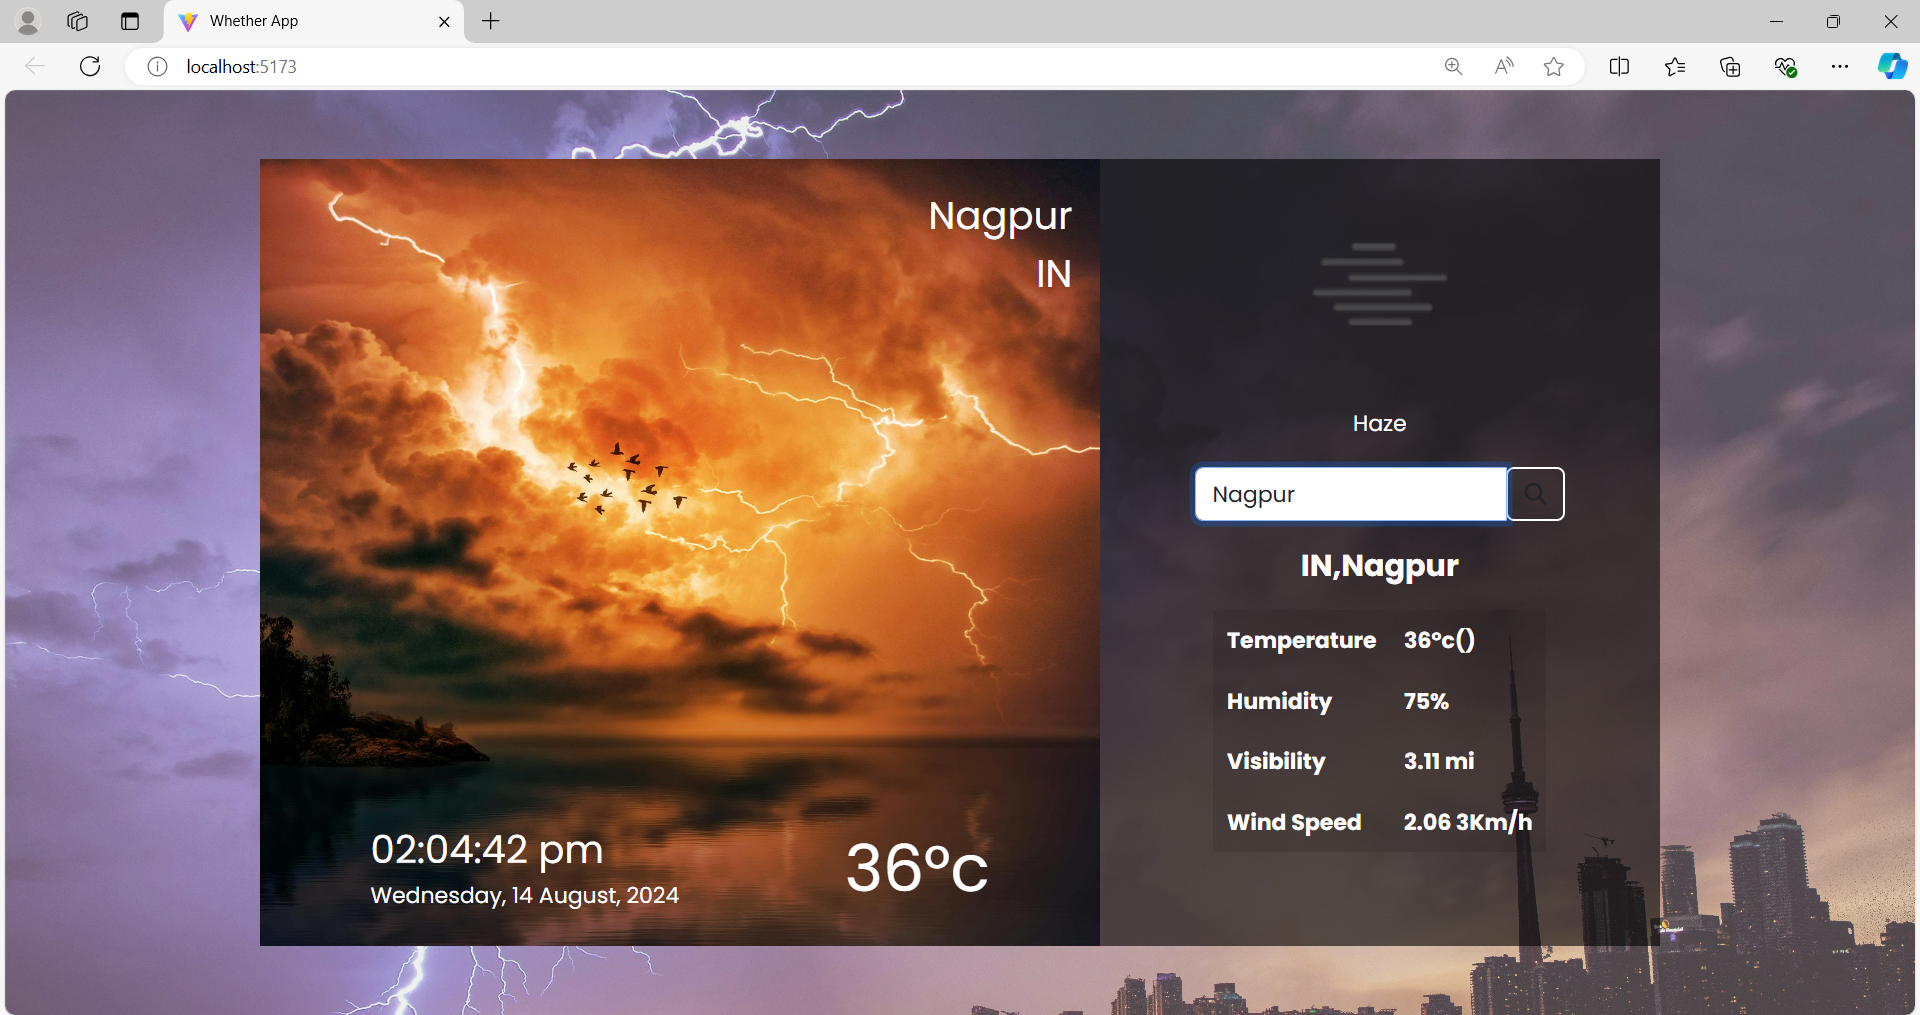 Whether App
localhost:5173
Nagpur
IN
02:04:42 pm
Wednesday, 14 August, 2024
36°c
Haze
Nagpur
IN,Nagpur
Temperature 36°c()
Humidity 75%
Visibility 3.11 mi
Wind Speed 2.06 3Km/h